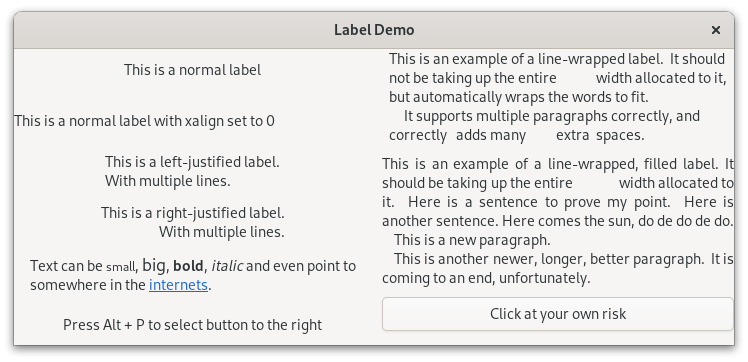 Label Demo
This is a normal label
This is a normal label with xalign set to 0
This is a left-justified label.
With multiple lines.
This is a right-justified label.
With multiple lines.
Text can be small, big, bold, italic and even point to
somewhere in the internets.
Press Alt + P to select button to the right
This is an example of a line-wrapped label.  It should
not be taking up the entire          width allocated to it,
but automatically wraps the words to fit.
    It supports multiple paragraphs correctly, and
correctly  adds many        extra  spaces.
This is an example of a line-wrapped, filled label. It
should be taking up the entire            width allocated to
it.  Here is a sentence to prove my point.  Here is
another sentence. Here comes the sun, do de do de do.
   This is a new paragraph.
   This is another newer, longer, better paragraph.  It is
coming to an end, unfortunately.
Click at your own risk